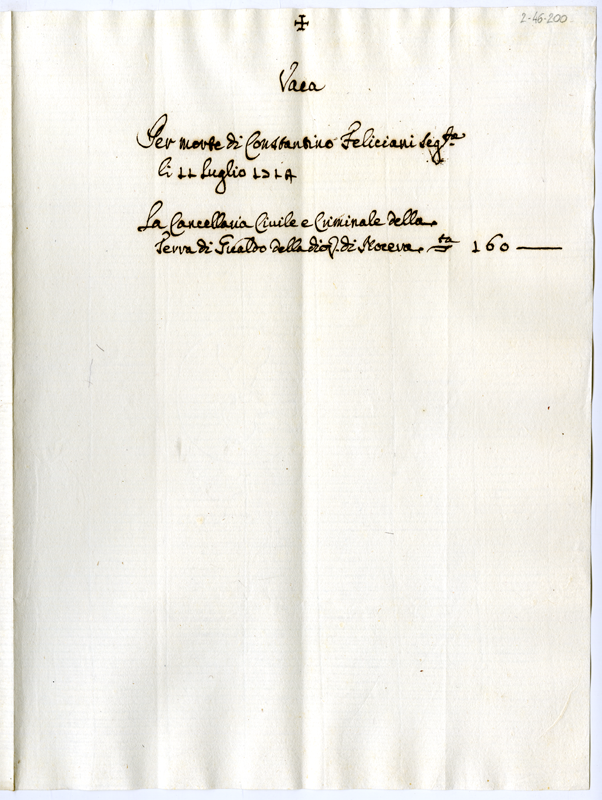 2-46-200
✠
Vaca
Per morte di Constantino Feliciani seg.ta
li 11 Luglio 1714
La Cancellaria Civile e Criminale della
Terra di Gualdo della dioc. di Nocera. 160 —